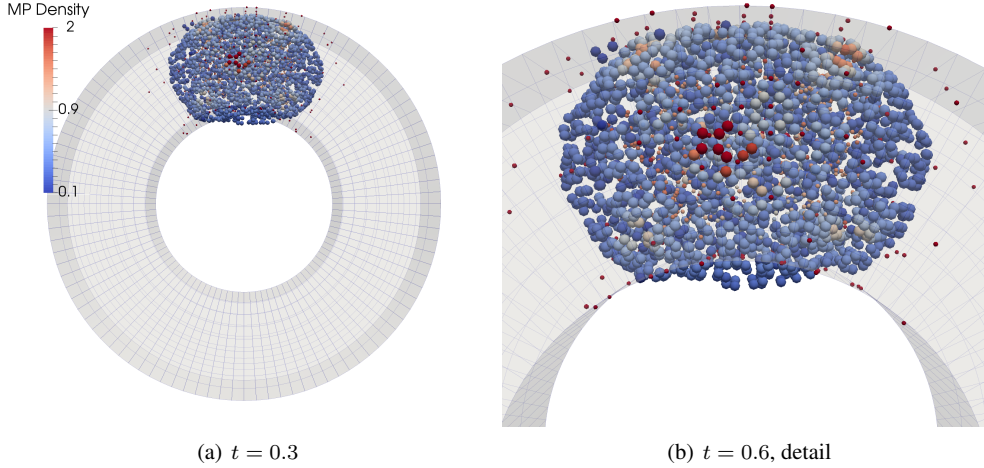 MP Density
2
0.9
0.1
(a) t = 0.3
(b) t = 0.6, detail